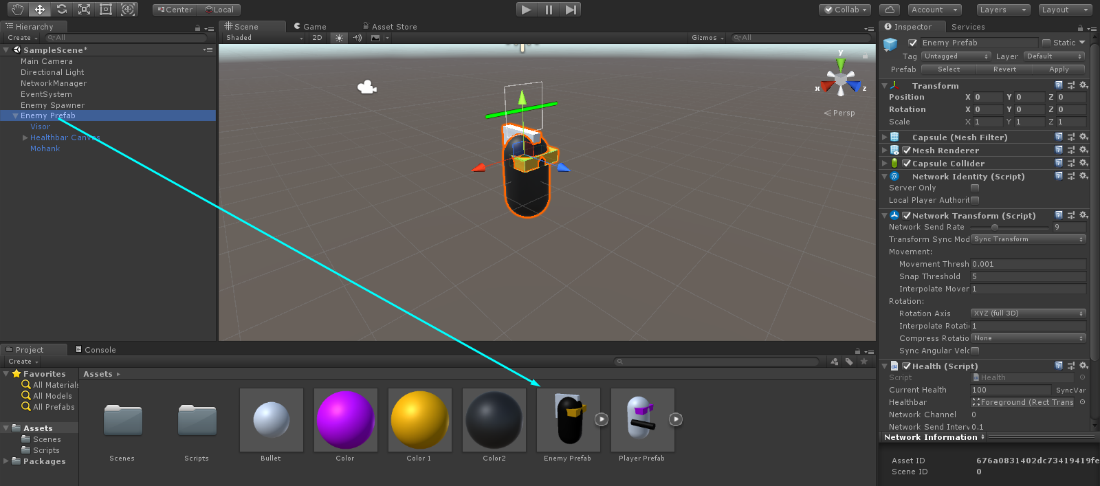 Center Local Collab Account Layers Layout
Hierarchy
Create All
SampleScene*
Main Camera
Directional Light
NetworkManager
EventSystem
Enemy Spawner
Enemy Prefab
Visor
Healthbar Canvas
Mohank
Scene Game Asset Store
Shaded 2D Gizmos All
y
x z
Persp
Project Console
Create
Favorites
All Materials
All Models
All Prefabs
Assets
Scenes
Scripts
Packages
Assets
Scenes Scripts Bullet Color Color 1 Color2 Enemy Prefab Player Prefab
Inspector Services
Enemy Prefab Static
Tag Untagged Layer Default
Prefab Select Revert Apply
Transform
Position X 0 Y 0 Z 0
Rotation X 0 Y 0 Z 0
Scale X 1 Y 1 Z 1
Capsule (Mesh Filter)
Mesh Renderer
Capsule Collider
Network Identity (Script)
Server Only
Local Player Authorit
Network Transform (Script)
Network Send Rate 9
Transform Sync Mod Sync Transform
Movement:
Movement Thresh 0.001
Snap Threshold 5
Interpolate Mover 1
Rotation:
Rotation Axis XYZ (full 3D)
Interpolate Rotati 1
Compress Rotatio None
Sync Angular Velc
Health (Script)
Script Health
Current Health 100 SyncVar
Healthbar Foreground (Rect Trans
Network Channel 0
Network Send Interv 0.1
Network Information
Asset ID 676a0831402dc73419419fe
Scene ID 0